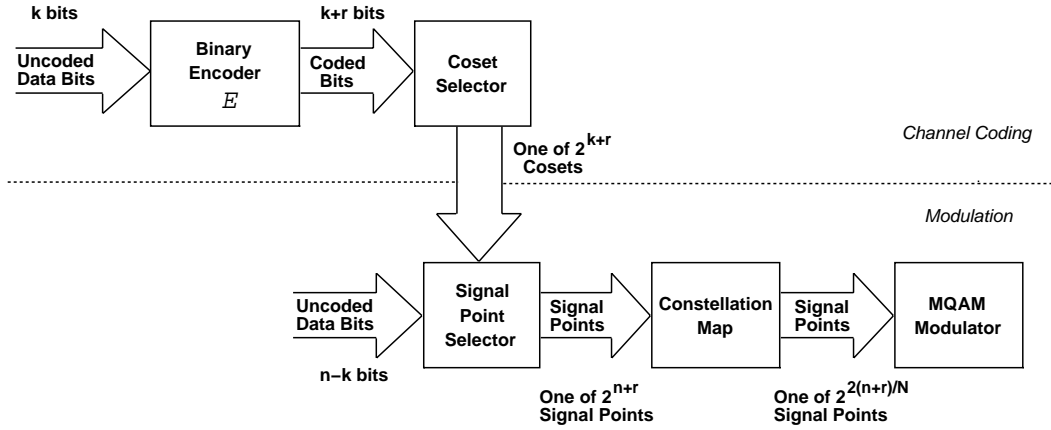 k bits
Uncoded
Data Bits
Binary
Encoder
E
k+r bits
Coded
Bits
Coset
Selector
One of 2^{k+r}
Cosets
Channel Coding
Modulation
Uncoded
Data Bits
n−k bits
Signal
Point
Selector
Signal
Points
One of 2^{n+r}
Signal Points
Constellation
Map
Signal
Points
One of 2^{2(n+r)/N}
Signal Points
MQAM
Modulator